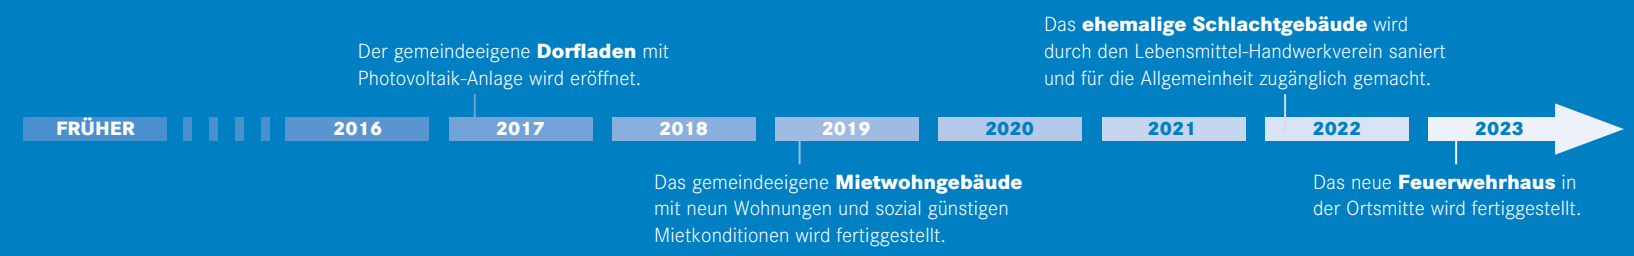 Das ehemalige Schlachtgebäude wird
durch den Lebensmittel-Handwerkverein saniert
und für die Allgemeinheit zugänglich gemacht.
Der gemeindeeigene Dorfladen mit
Photovoltaik-Anlage wird eröffnet.
FRÜHER 2016 2017 2018 2019 2020 2021 2022 2023
Das gemeindeeigene Mietwohngebäude
mit neun Wohnungen und sozial günstigen
Mietkonditionen wird fertiggestellt.
Das neue Feuerwehrhaus in
der Ortsmitte wird fertiggestellt.